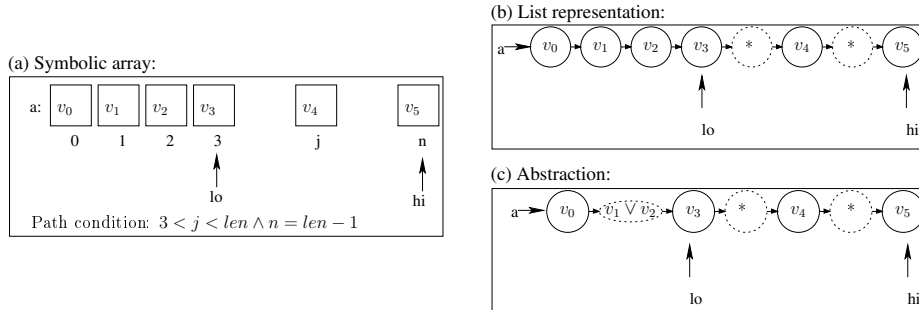 (a) Symbolic array:
a: v0 v1 v2 v3 v4 v5
0 1 2 3 j n
lo hi
Path condition: 3 < j < len ∧ n = len − 1
(b) List representation:
a v0 v1 v2 v3 * v4 * v5
lo hi
(c) Abstraction:
a v0 v1 ∨ v2 v3 * v4 * v5
lo hi